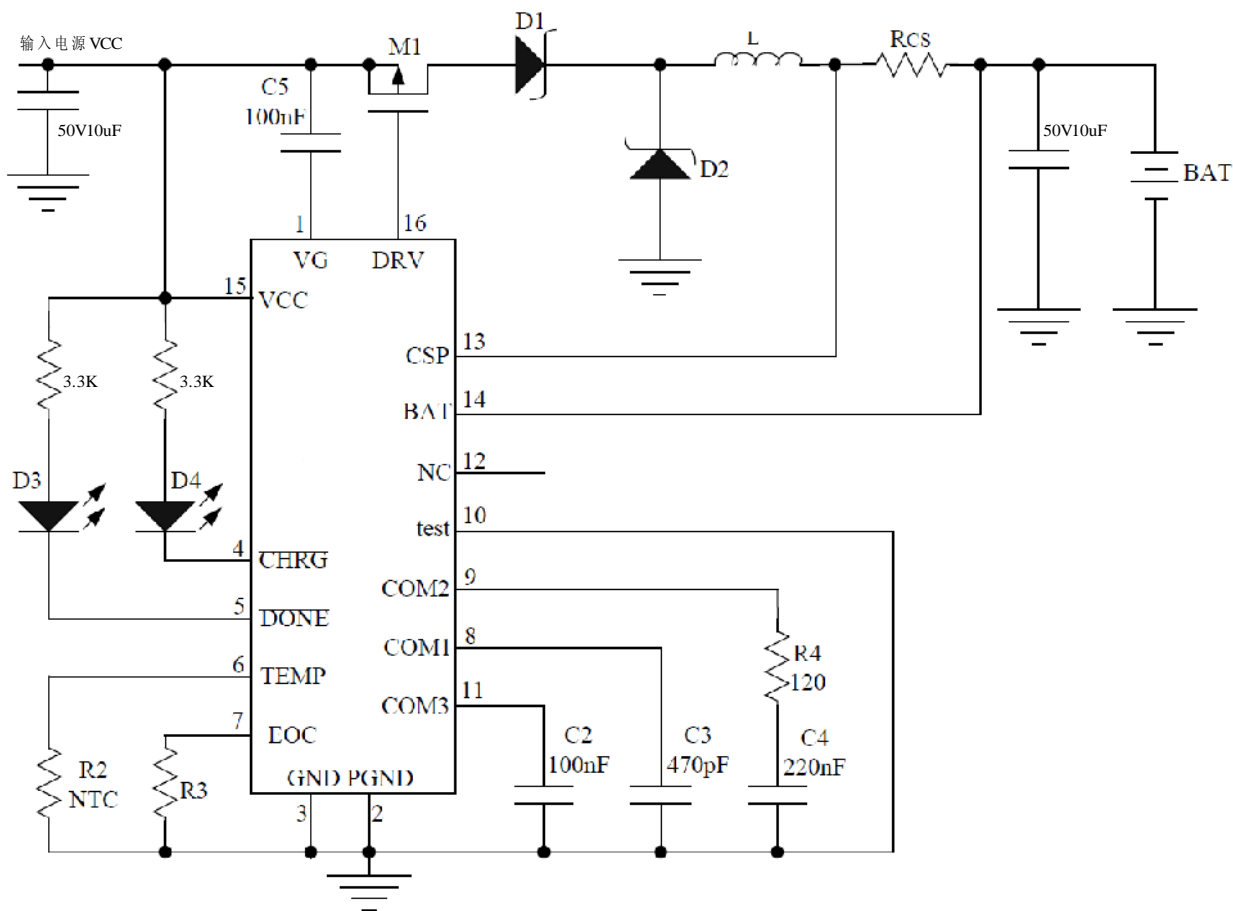 输入电源VCC
D1
M1
L
RCS
C5
100nF
50V10uF
D2
50V10uF
BAT
1
16
VG
DRV
15
VCC
CSP
13
3.3K
3.3K
BAT
14
NC
12
D3
D4
test
10
4
CHRG
COM2
9
5
DONE
COM1
8
R4
120
6
TEMP
COM3
11
7
EOC
C2
100nF
C3
470pF
C4
220nF
R2
NTC
R3
GND PGND
3
2